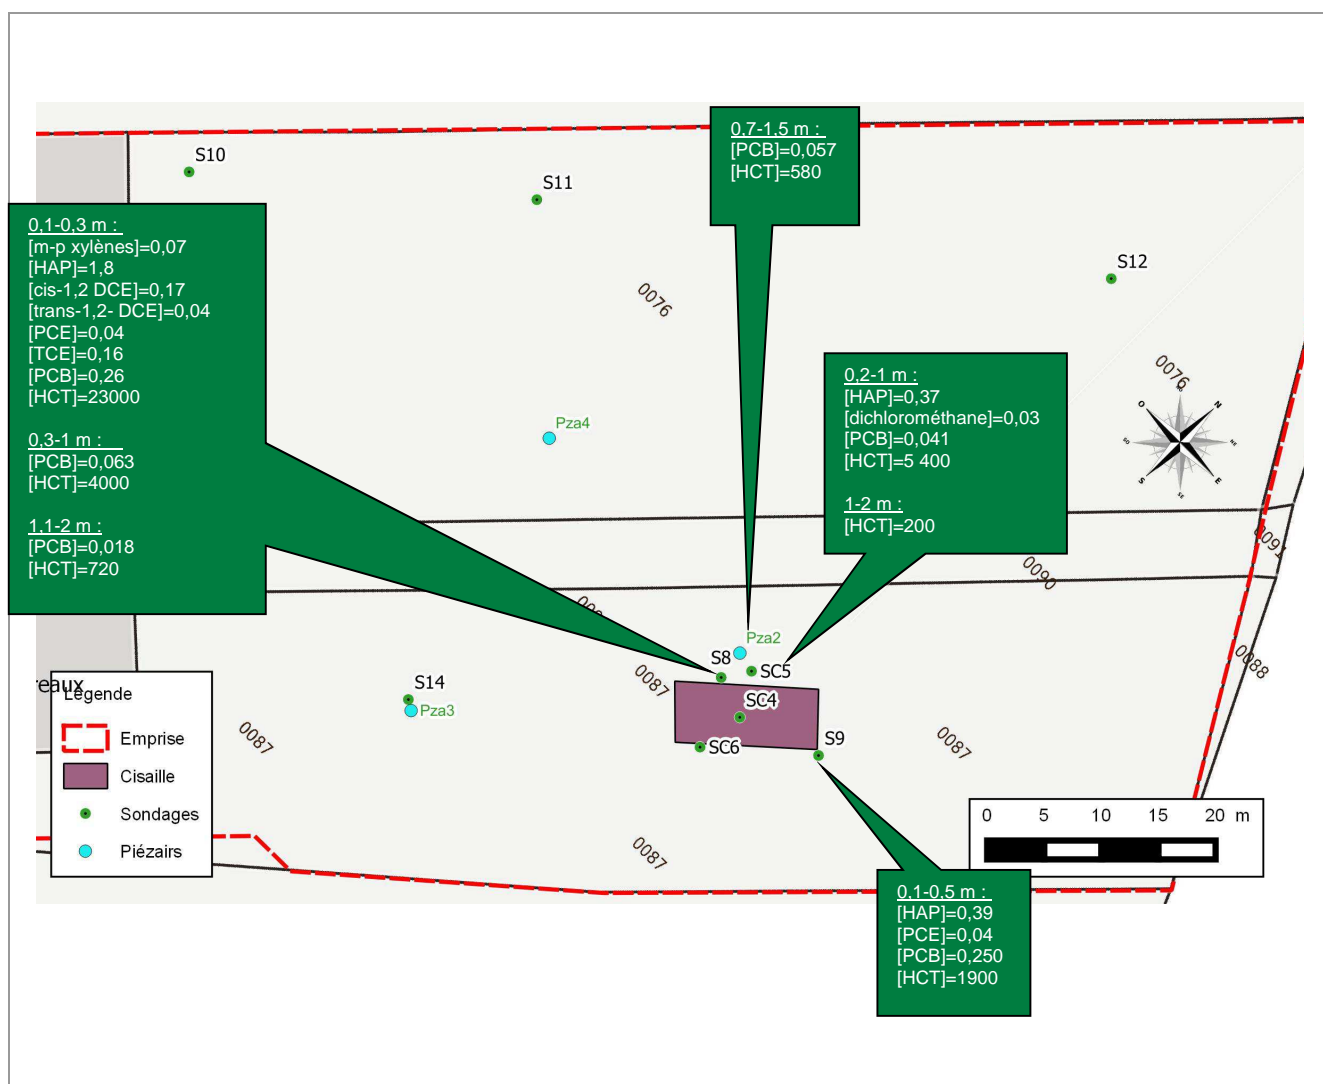 S10
S11
S12
0,7-1,5 m :
[PCB]=0,057
[HCT]=580
0,1-0,3 m :
[m-p xylènes]=0,07
[HAP]=1,8
[cis-1,2 DCE]=0,17
[trans-1,2- DCE]=0,04
[PCE]=0,04
[TCE]=0,16
[PCB]=0,26
[HCT]=23000
0,3-1 m :
[PCB]=0,063
[HCT]=4000
1,1-2 m :
[PCB]=0,018
[HCT]=720
0076
0076
Pza4
0,2-1 m :
[HAP]=0,37
[dichlorométhane]=0,03
[PCB]=0,041
[HCT]=5 400
1-2 m :
[HCT]=200
O
N
NE
E
SE
S
SO
0091
0090
0088
Pza2
S8
SC5
SC4
SC6
S9
S14
Pza3
0087
0087
0087
0087
reaux
Légende
Emprise
Cisaille
Sondages
Piézairs
0 5 10 15 20 m
0,1-0,5 m :
[HAP]=0,39
[PCE]=0,04
[PCB]=0,250
[HCT]=1900